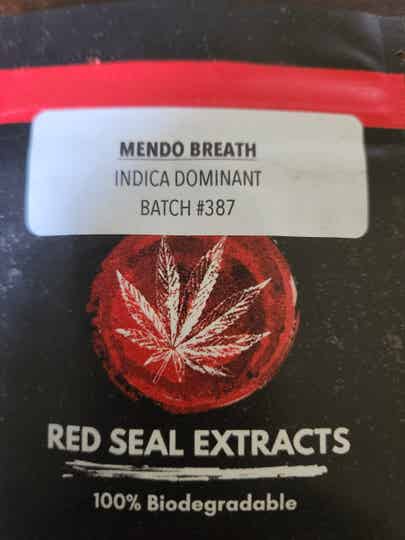 MENDO BREATH
INDICA DOMINANT
BATCH #387
RED SEAL EXTRACTS
100% Biodegradable